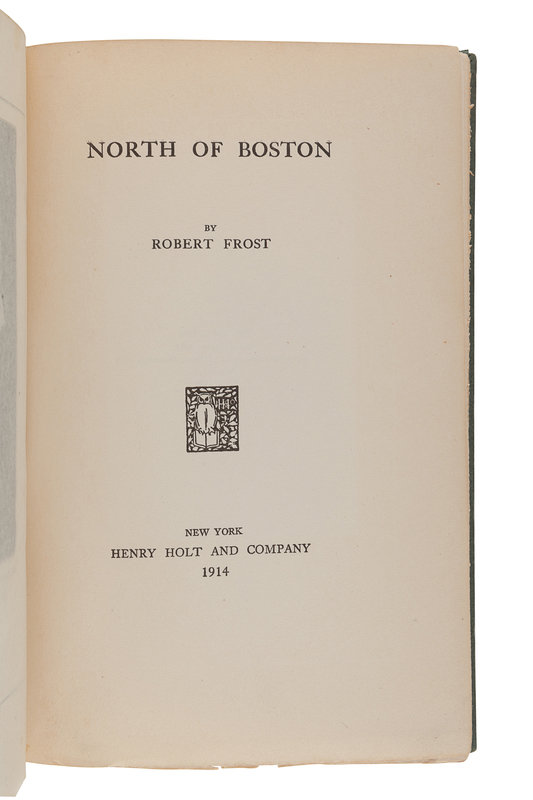 NORTH OF BOSTON
BY
ROBERT FROST
NEW YORK
HENRY HOLT AND COMPANY
1914